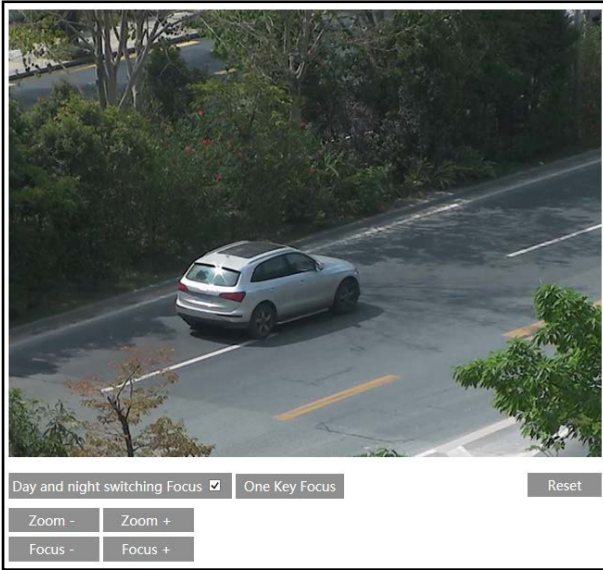 Day and night switching Focus One Key Focus Reset
Zoom - Zoom +
Focus - Focus +